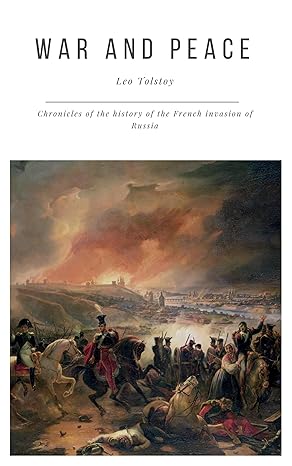 WAR AND PEACE
Leo Tolstoy
Chronicles of the history of the French invasion of
Russia